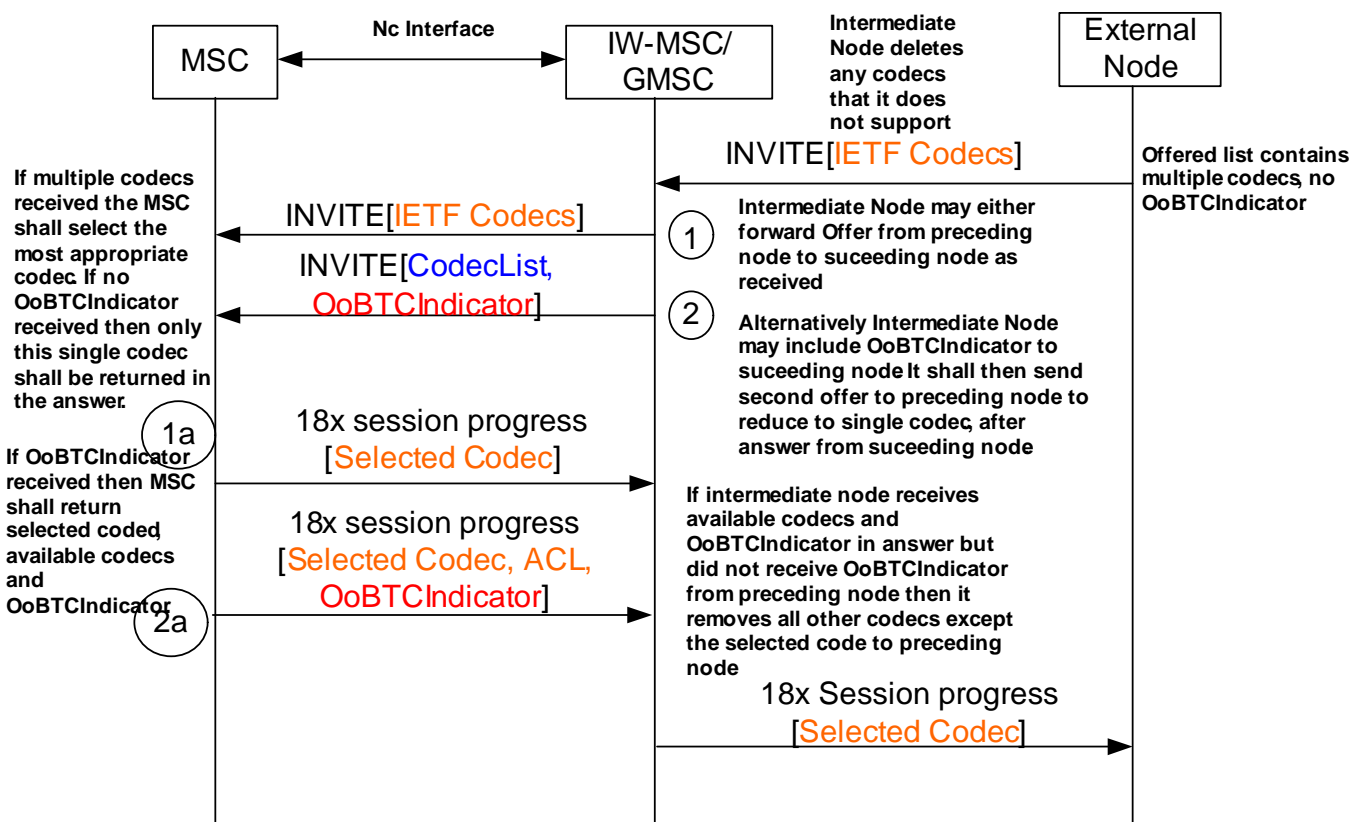 MSC
Nc Interface
IW-MSC/
GMSC
Intermediate
Node deletes
any codecs
that it does
not support
External
Node
INVITE[IETF Codecs]
Offered list contains
multiple codecs, no
OoBTCIndicator
If multiple codecs
received the MSC
shall select the
most appropriate
codec. If no
OoBTCIndicator
received then only
this single codec
shall be returned in
the answer.
INVITE[IETF Codecs]
1
Intermediate Node may either
forward Offer from preceding
node to suceeding node as
received
INVITE[CodecList,
OoBTCIndicator]
2
Alternatively Intermediate Node
may include OoBTCIndicator to
suceeding node It shall then send
second offer to preceding node to
reduce to single codec, after
answer from suceeding node
1a
18x session progress
[Selected Codec]
If OoBTCIndicator
received then MSC
shall return
selected coded,
available codecs
and
OoBTCIndicator
2a
18x session progress
[Selected Codec, ACL,
OoBTCIndicator]
If intermediate node receives
available codecs and
OoBTCIndicator in answer but
did not receive OoBTCIndicator
from preceding node then it
removes all other codecs except
the selected code to preceding
node
18x Session progress
[Selected Codec]